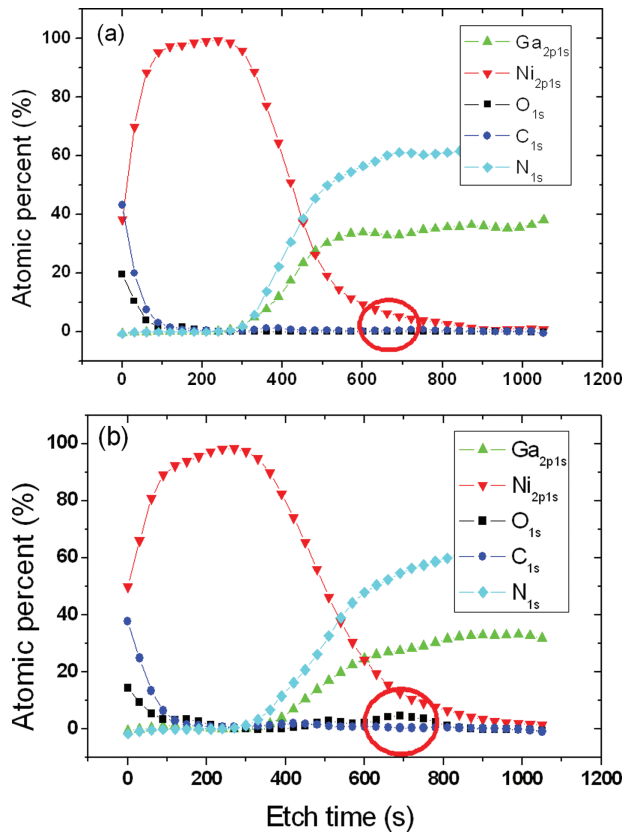 (a)
Ga2p1s
Ni2p1s
O1s
C1s
N1s
Atomic percent (%)
100
80
60
40
20
0
0 200 400 600 800 1000 1200
(b)
Ga2p1s
Ni2p1s
O1s
C1s
N1s
Atomic percent (%)
100
80
60
40
20
0
0 200 400 600 800 1000 1200
Etch time (s)